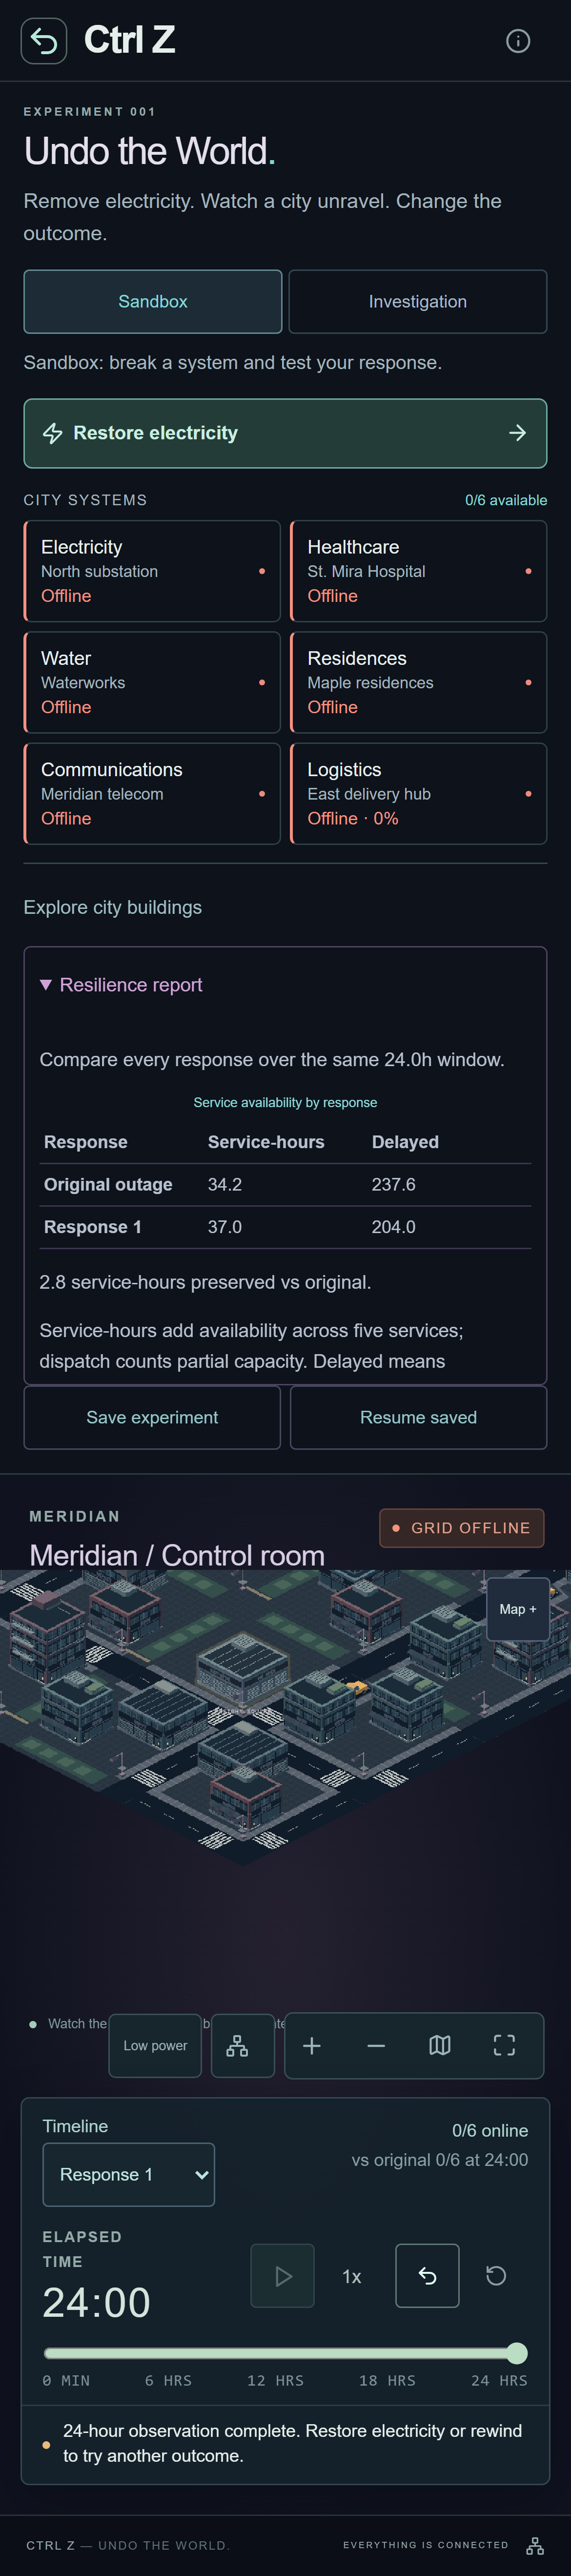 Ctrl Z
EXPERIMENT 001
Undo the World.
Remove electricity. Watch a city unravel. Change the
outcome.
Sandbox
Investigation
Sandbox: break a system and test your response.
Restore electricity
CITY SYSTEMS
0/6 available
Electricity
North substation
Offline
Healthcare
St. Mira Hospital
Offline
Water
Waterworks
Offline
Residences
Maple residences
Offline
Communications
Meridian telecom
Offline
Logistics
East delivery hub
Offline · 0%
Explore city buildings
Resilience report
Compare every response over the same 24.0h window.
Service availability by response
Response Service-hours Delayed
Original outage 34.2 237.6
Response 1 37.0 204.0
2.8 service-hours preserved vs original.
Service-hours add availability across five services;
dispatch counts partial capacity. Delayed means
Save experiment
Resume saved
MERIDIAN
GRID OFFLINE
Meridian / Control room
Map +
Watch the
Low power
Timeline
0/6 online
Response 1
vs original 0/6 at 24:00
ELAPSED
TIME
24:00
1x
0 MIN 6 HRS 12 HRS 18 HRS 24 HRS
24-hour observation complete. Restore electricity or rewind
to try another outcome.
CTRL Z — UNDO THE WORLD.
EVERYTHING IS CONNECTED